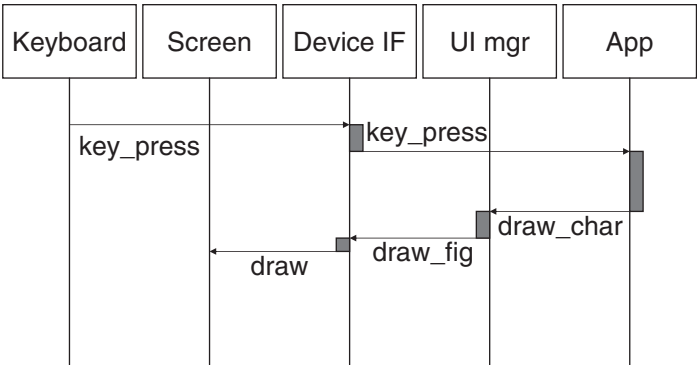 Keyboard
Screen
Device IF
UI mgr
App
key_press
key_press
draw_char
draw_fig
draw